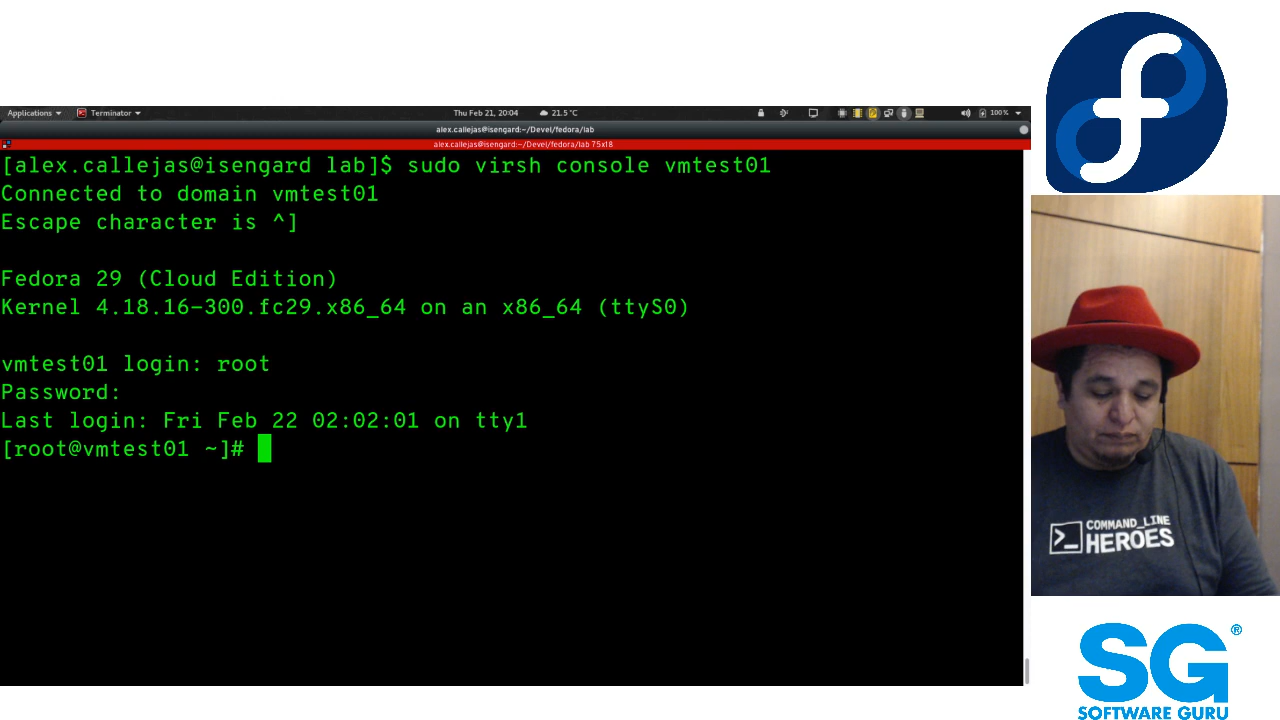 Applications
Terminator
Thu Feb 21, 20:04
21.5 °C
100%
alex.callejas@isengard:~/Devel/fedora/lab
alex.callejas@isengard:~/Devel/fedora/lab 75x18
[alex.callejas@isengard lab]$ sudo virsh console vmtest01
Connected to domain vmtest01
Escape character is ^]
Fedora 29 (Cloud Edition)
Kernel 4.18.16-300.fc29.x86_64 on an x86_64 (ttyS0)
vmtest01 login: root
Password:
Last login: Fri Feb 22 02:02:01 on tty1
[root@vmtest01 ~]#
>_ COMMAND_LINE
HEROES
SG®
SOFTWARE GURU